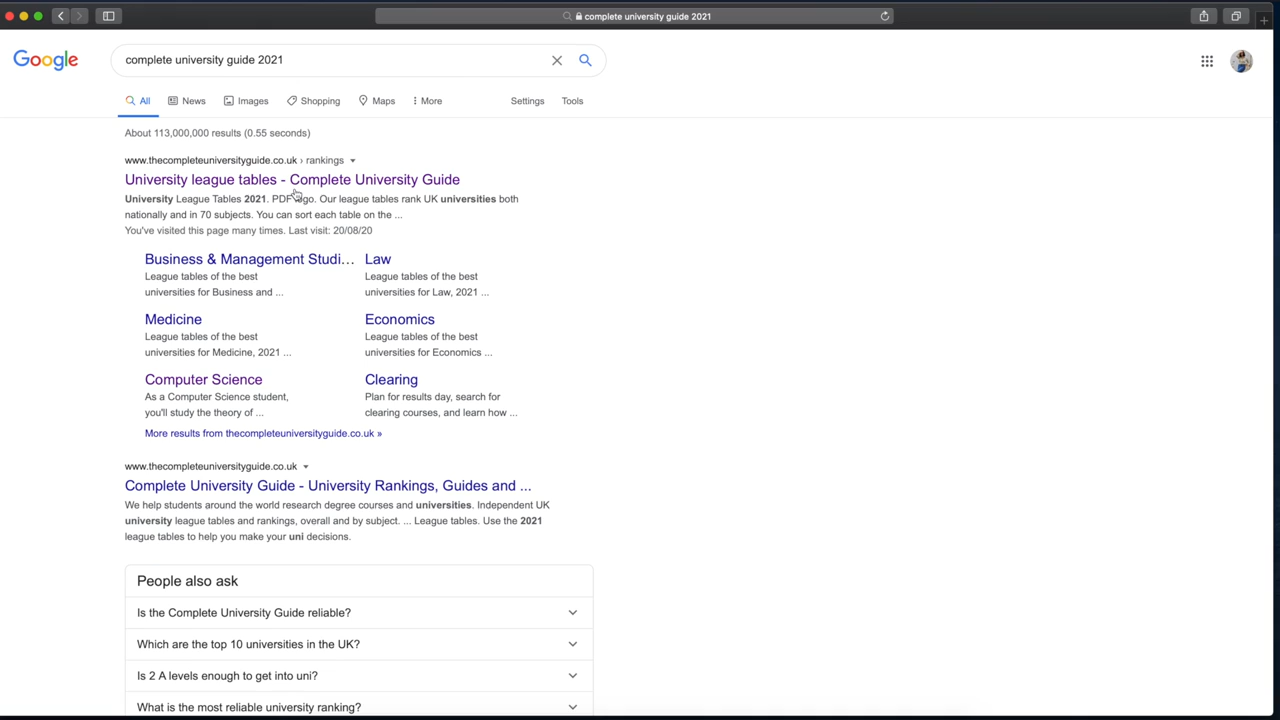 complete university guide 2021
Google
complete university guide 2021
All News Images Shopping Maps More Settings Tools
About 113,000,000 results (0.55 seconds)
www.thecompleteuniversityguide.co.uk › rankings
University league tables - Complete University Guide
University League Tables 2021. PDF logo. Our league tables rank UK universities both
nationally and in 70 subjects. You can sort each table on the ...
You've visited this page many times. Last visit: 20/08/20
Business & Management Studi... Law
League tables of the best League tables of the best
universities for Business and ... universities for Law, 2021 ...
Medicine Economics
League tables of the best League tables of the best
universities for Medicine, 2021 ... universities for Economics ...
Computer Science Clearing
As a Computer Science student, Plan for results day, search for
you'll study the theory of ... clearing courses, and learn how ...
More results from thecompleteuniversityguide.co.uk »
www.thecompleteuniversityguide.co.uk
Complete University Guide - University Rankings, Guides and ...
We help students around the world research degree courses and universities. Independent UK
university league tables and rankings, overall and by subject. ... League tables. Use the 2021
league tables to help you make your uni decisions.
People also ask
Is the Complete University Guide reliable?
Which are the top 10 universities in the UK?
Is 2 A levels enough to get into uni?
What is the most reliable university ranking?